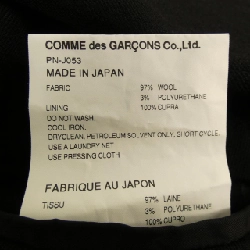 COMME des GARÇONS Co.,Ltd.
PN-J053
MADE IN JAPAN
FABRIC 97% WOOL
3% POLYURETHANE
LINING 100% CUPRA
DO NOT WASH
COOL IRON
DRYCLEAN, PETROLEUM SOLVENT ONLY, SHORT CYCLE.
USE A LAUNDRY NET
USE PRESSING CLOTH
FABRIQUE AU JAPON
TISSU 97% LAINE
3% POLYURETHANE
100% CUPRO